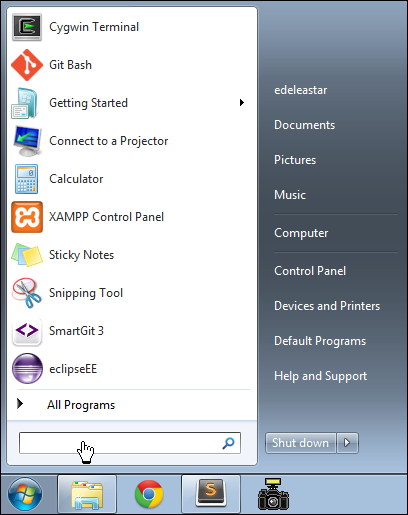 Cygwin Terminal
Git Bash
Getting Started
Connect to a Projector
Calculator
XAMPP Control Panel
Sticky Notes
Snipping Tool
SmartGit 3
eclipseEE
All Programs
edeleastar
Documents
Pictures
Music
Computer
Control Panel
Devices and Printers
Default Programs
Help and Support
Shut down